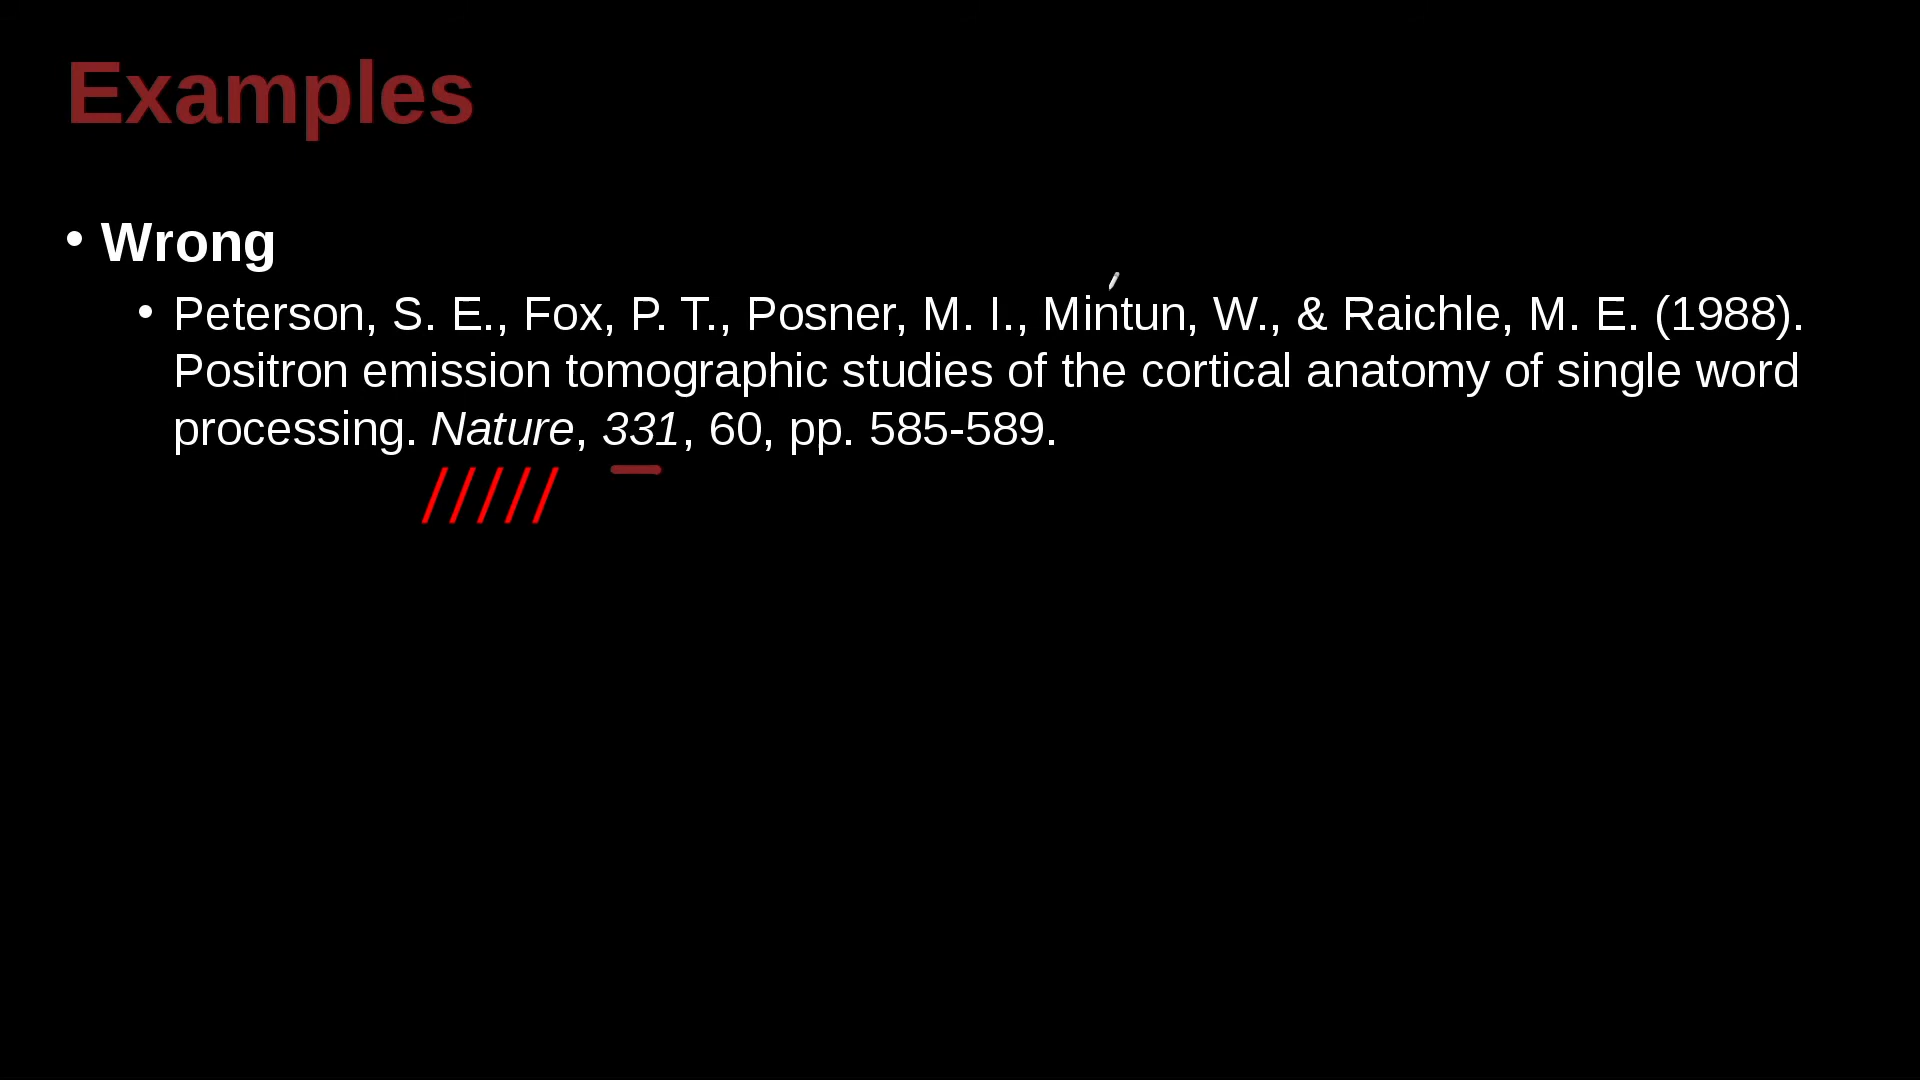 Examples
• Wrong
• Peterson, S. E., Fox, P. T., Posner, M. I., Mintun, W., & Raichle, M. E. (1988).
Positron emission tomographic studies of the cortical anatomy of single word
processing. Nature, 331, 60, pp. 585-589.
/////